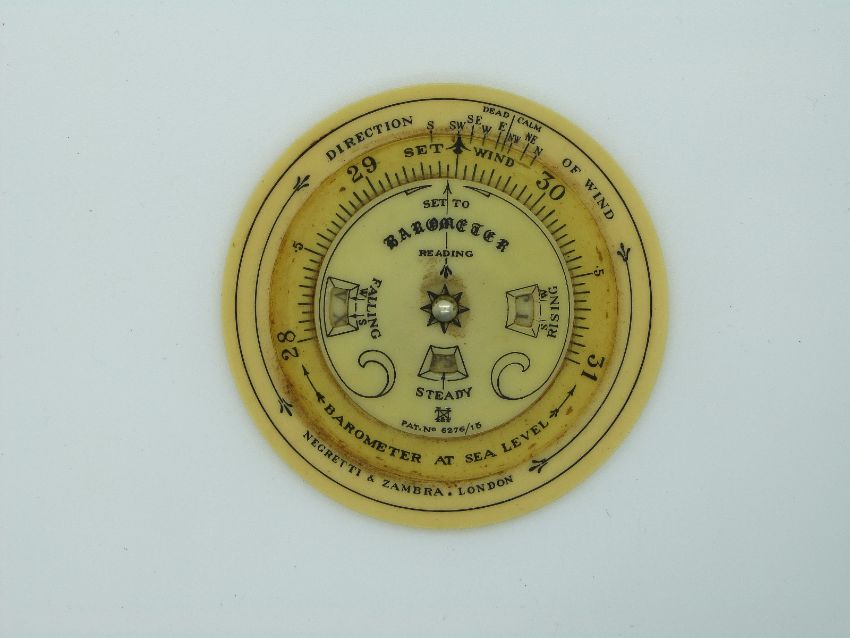 DIRECTION OF WIND
DEAD CALM
S SW SE W E NW NE N
SET WIND
28 .5 29 30 .5 31
SET TO
BAROMETER
READING
FALLING
W S
RISING
W S
STEADY
PAT. No 6276/15
BAROMETER AT SEA LEVEL
NEGRETTI & ZAMBRA. LONDON